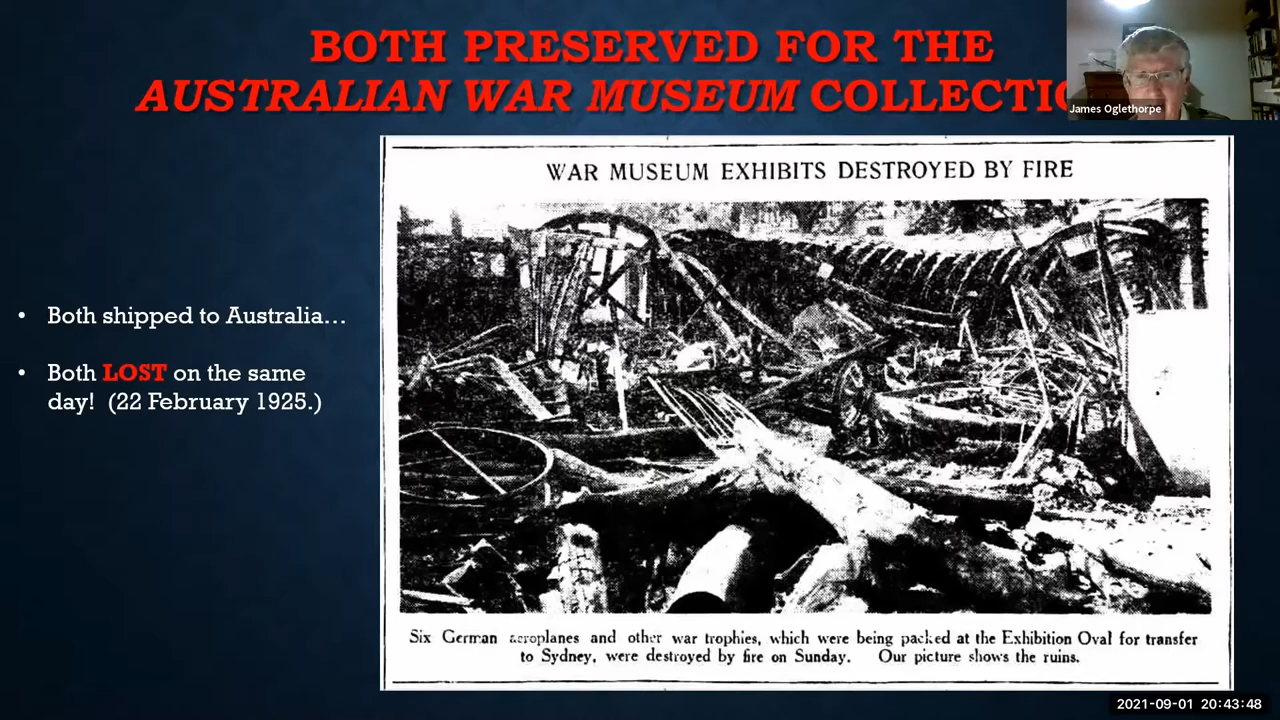 BOTH PRESERVED FOR THE
AUSTRALIAN WAR MUSEUM COLLECTIO
James Oglethorpe
WAR MUSEUM EXHIBITS DESTROYED BY FIRE
• Both shipped to Australia…
• Both LOST on the same
day! (22 February 1925.)
Six German aeroplanes and other war trophies, which were being packed at the Exhibition Oval for transfer
to Sydney, were destroyed by fire on Sunday. Our picture shows the ruins.
2021-09-01 20:43:48